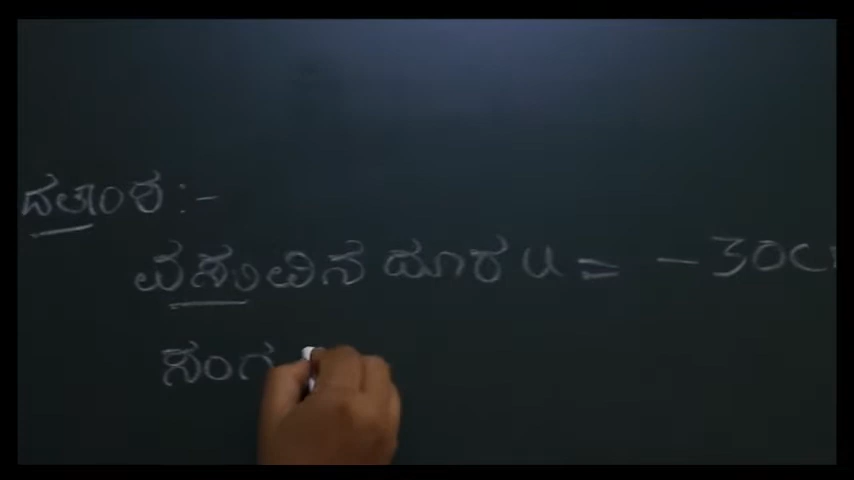 ದತ್ತಾಂಶ :-
ವಸ್ತುವಿನ ದೂರ u = - 30c
ಸಂಗ